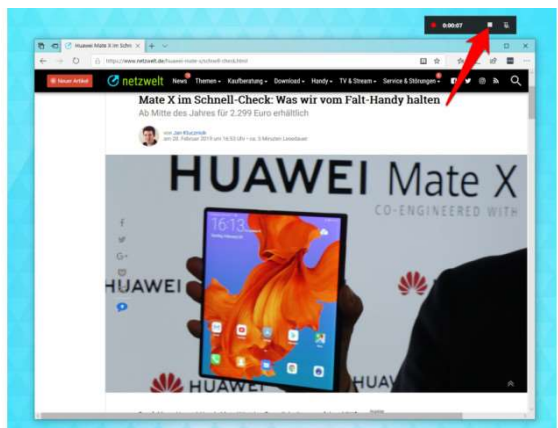 0:00:07
Huawei Mate X im Schn
https://www.netzwelt.de/huawei-mate-x/schnell-check.html
Neuer Artikel
netzwelt
News Themen Kaufberatung Download Handy TV & Stream Service & Störungen
Mate X im Schnell-Check: Was wir vom Falt-Handy halten
Ab Mitte des Jahres für 2.299 Euro erhältlich
von Jan Kluczniok
HUAWEI Mate X
CO-ENGINEERED WITH
16:13
HUAWEI
HUAWEI
HUAW